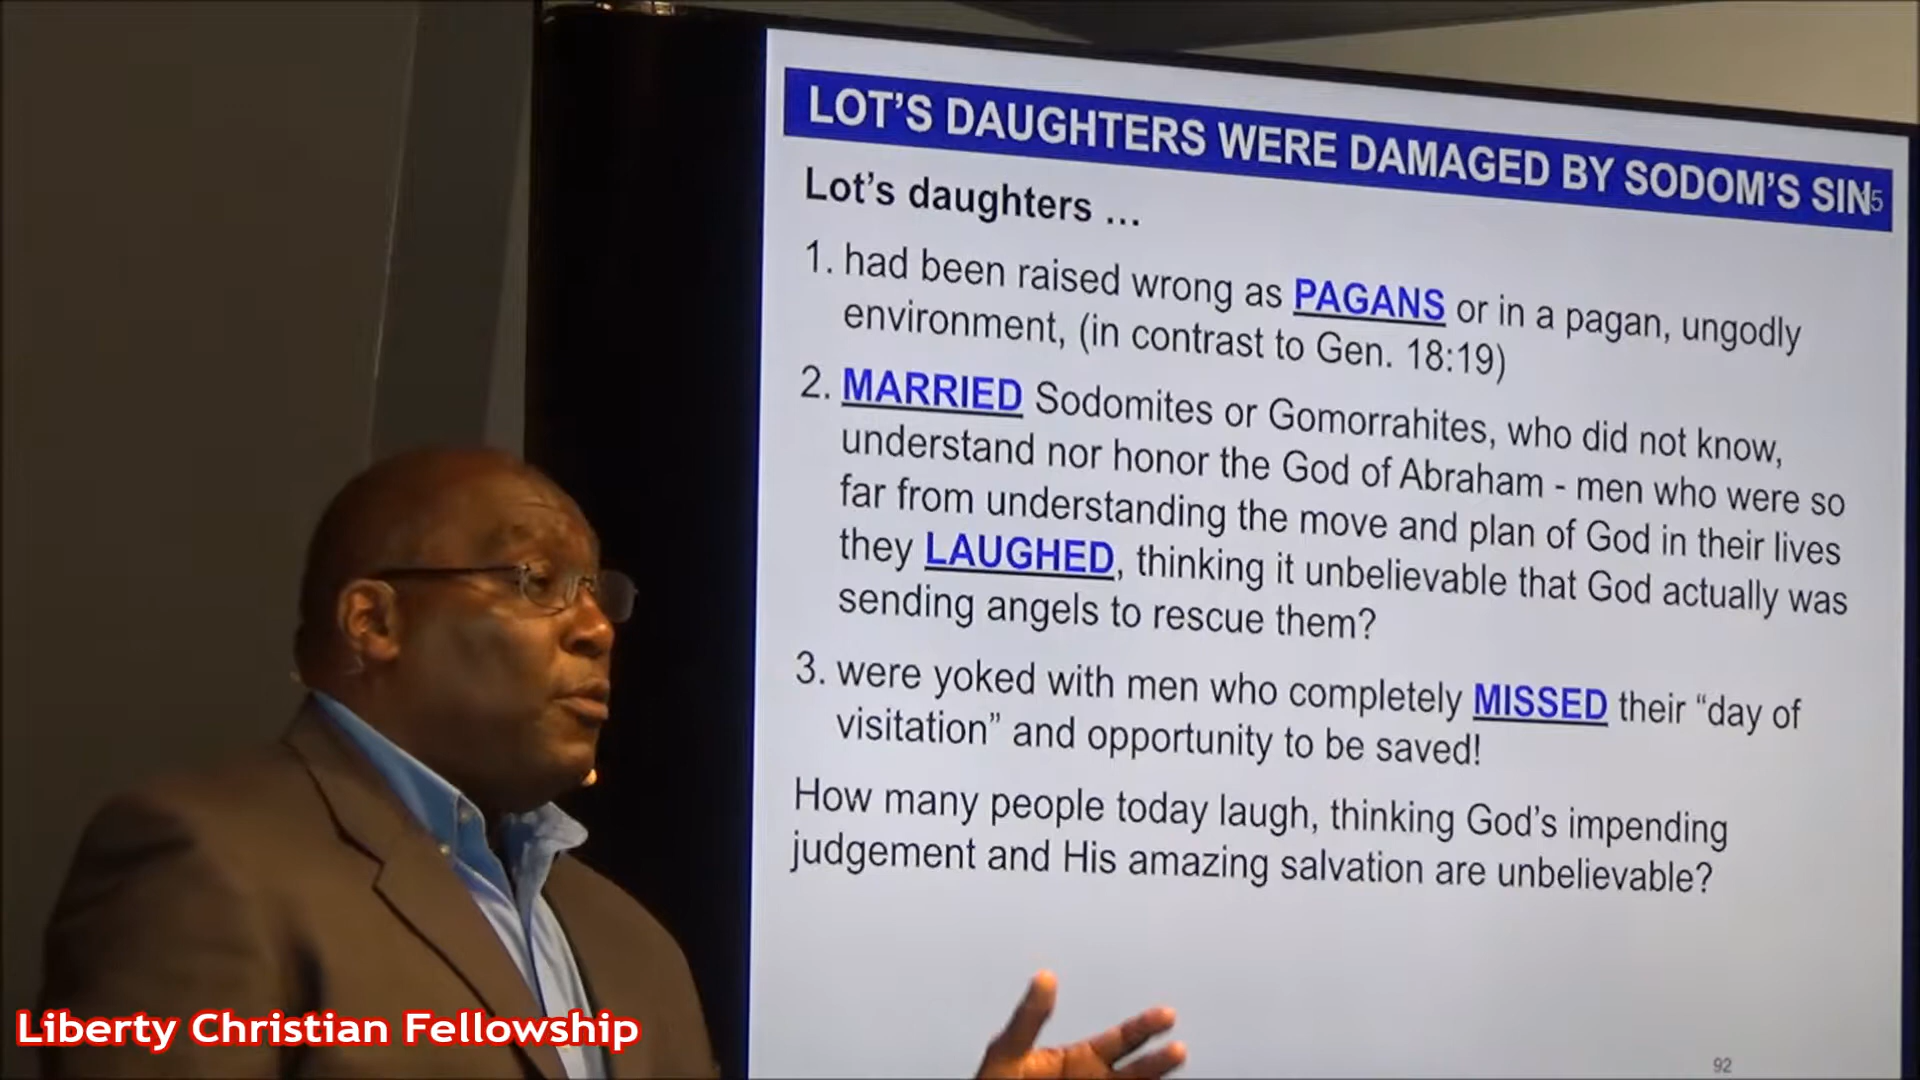 LOT’S DAUGHTERS WERE DAMAGED BY SODOM’S SIN
Lot’s daughters ...
1. had been raised wrong as PAGANS or in a pagan, ungodly
environment, (in contrast to Gen. 18:19)
2. MARRIED Sodomites or Gomorrahites, who did not know,
understand nor honor the God of Abraham - men who were so
far from understanding the move and plan of God in their lives
they LAUGHED, thinking it unbelievable that God actually was
sending angels to rescue them?
3. were yoked with men who completely MISSED their “day of
visitation” and opportunity to be saved!
How many people today laugh, thinking God’s impending
judgement and His amazing salvation are unbelievable?
Liberty Christian Fellowship
92